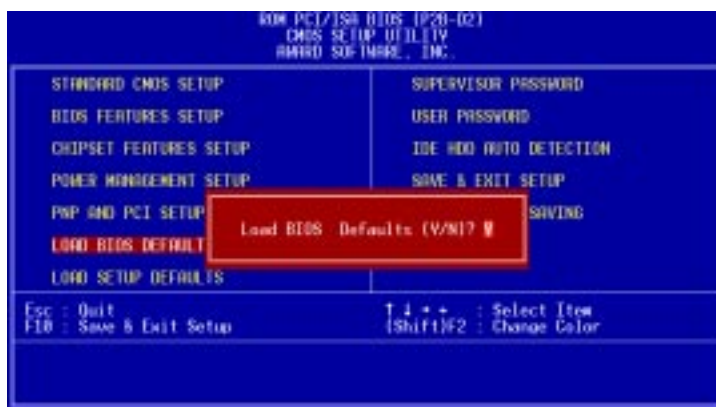 ROM PCI/ISA BIOS (P2B-D2)
CMOS SETUP UTILITY
AWARD SOFTWARE, INC.
STANDARD CMOS SETUP
BIOS FEATURES SETUP
CHIPSET FEATURES SETUP
POWER MANAGEMENT SETUP
PNP AND PCI SETUP
LOAD BIOS DEFAULT
LOAD SETUP DEFAULTS
SUPERVISOR PASSWORD
USER PASSWORD
IDE HDD AUTO DETECTION
SAVE & EXIT SETUP
SAVING
Load BIOS Defaults (Y/N)? Y
Esc : Quit
F10 : Save & Exit Setup
↑ ↓ → ← : Select Item
(Shift)F2 : Change Color